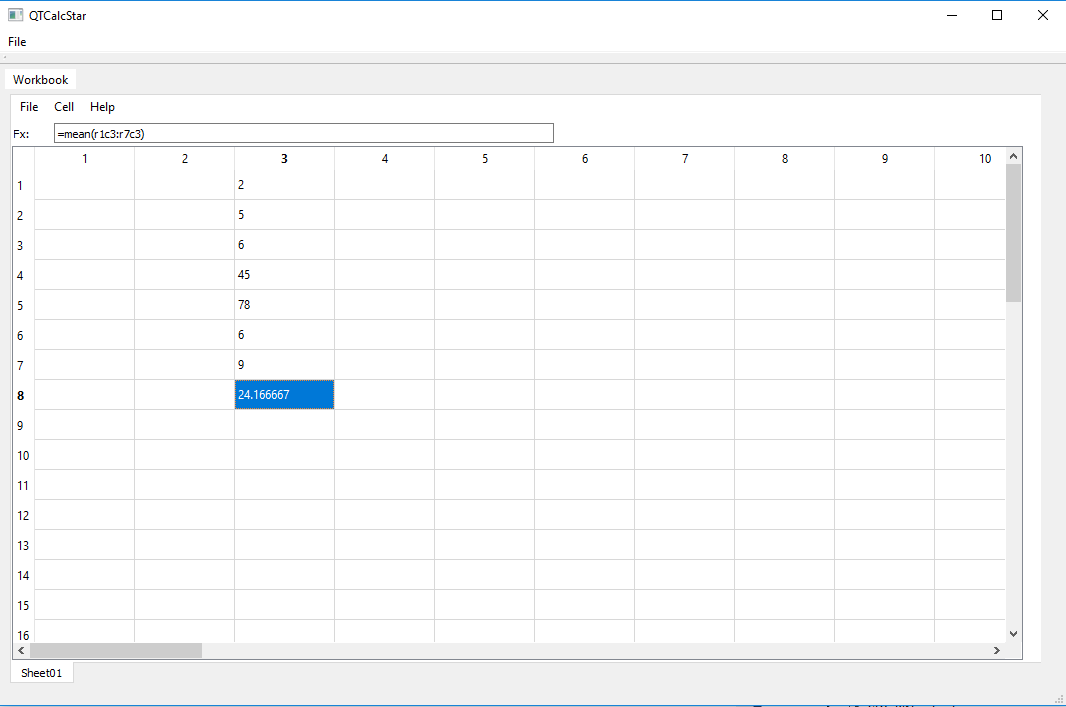 QTCalcStar
File
Workbook
File Cell Help
Fx: =mean(r1c3:r7c3)
1 2 3 4 5 6 7 8 9 10
1 2
2 5
3 6
4 45
5 78
6 6
7 9
8 24.166667
9
10
11
12
13
14
15
16
Sheet01